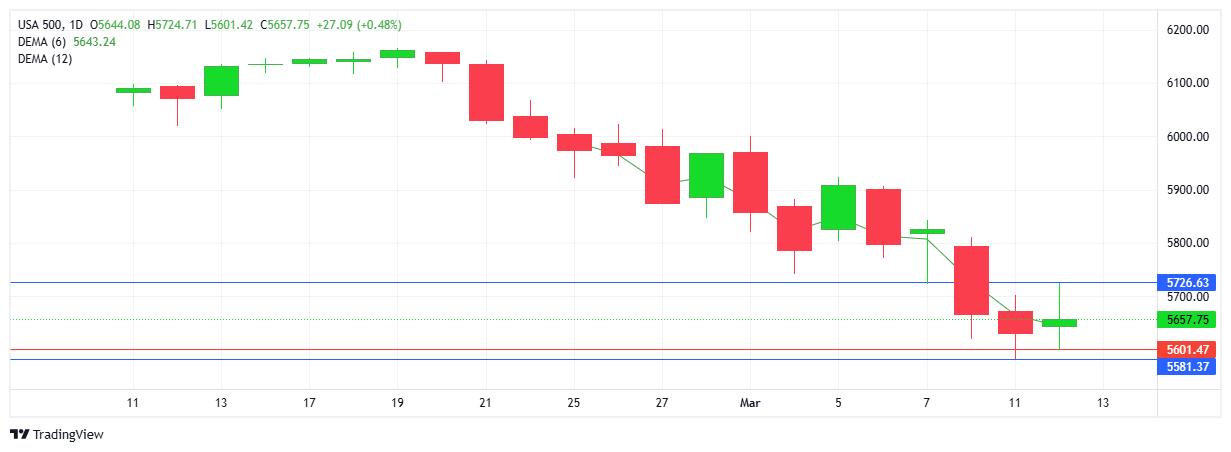 USA 500, 1D O5644.08 H5724.71 L5601.42 C5657.75 +27.09 (+0.48%)
DEMA (6) 5643.24
DEMA (12)
6200.00
6100.00
6000.00
5900.00
5800.00
5726.63
5700.00
5657.75
5601.47
5581.37
11 13 17 19 21 25 27 Mar 5 7 11 13
TradingView